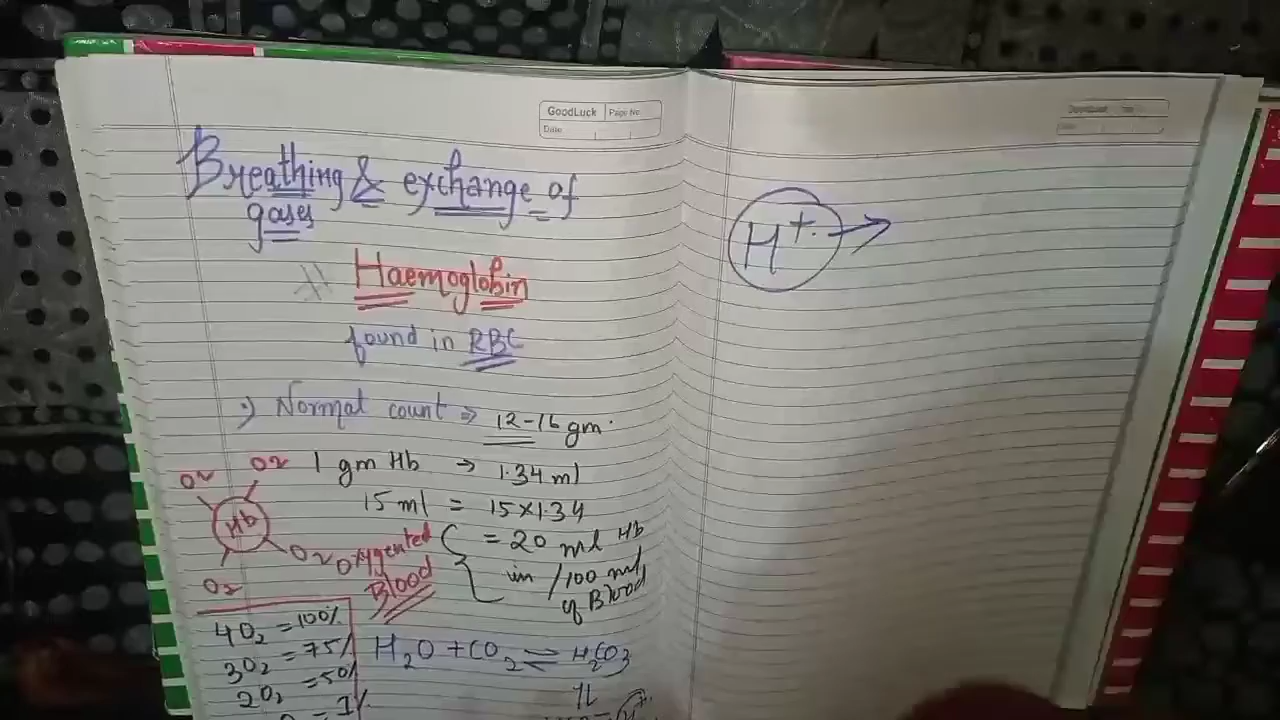 GoodLuck Page No.
Date
Breathing & exchange of
gases
Haemoglobin
found in RBC
Normal count ⇒ 12-16 gm.
1 gm Hb → 1.34 ml
15 ml = 15×1.34
= 20 ml Hb
in /100 ml
of Blood
O2 O2
Hb
O2 O2
Oxygented
Blood
4O2 = 100%
3O2 = 75%
2O2 = 50%
H2O + CO2 ⇌ H2CO3
H+ →